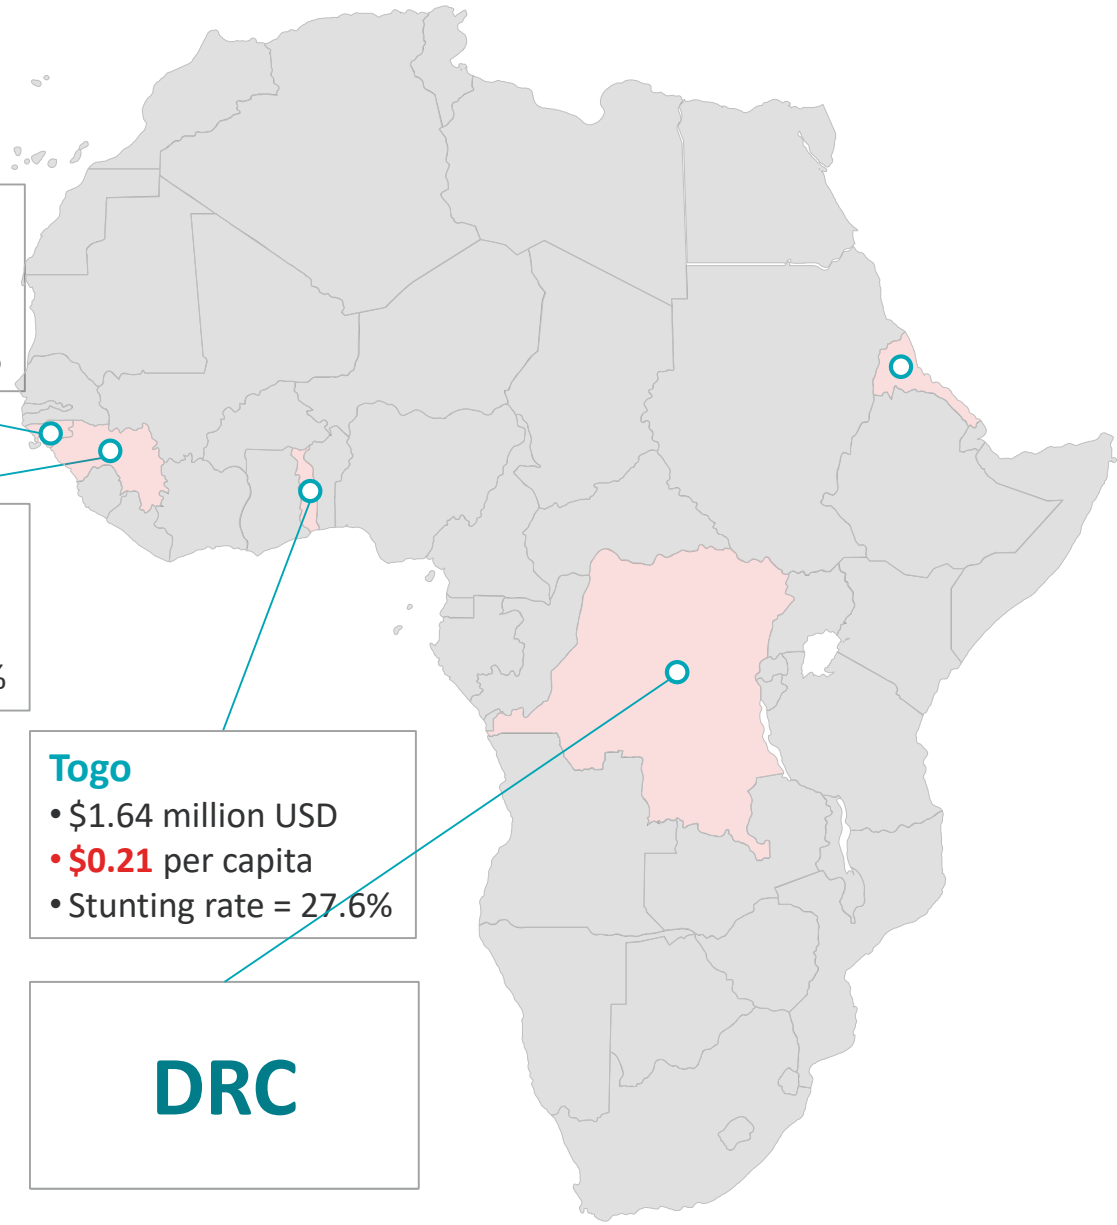 %
Togo
• $1.64 million USD
• $0.21 per capita
• Stunting rate = 27.6%
DRC